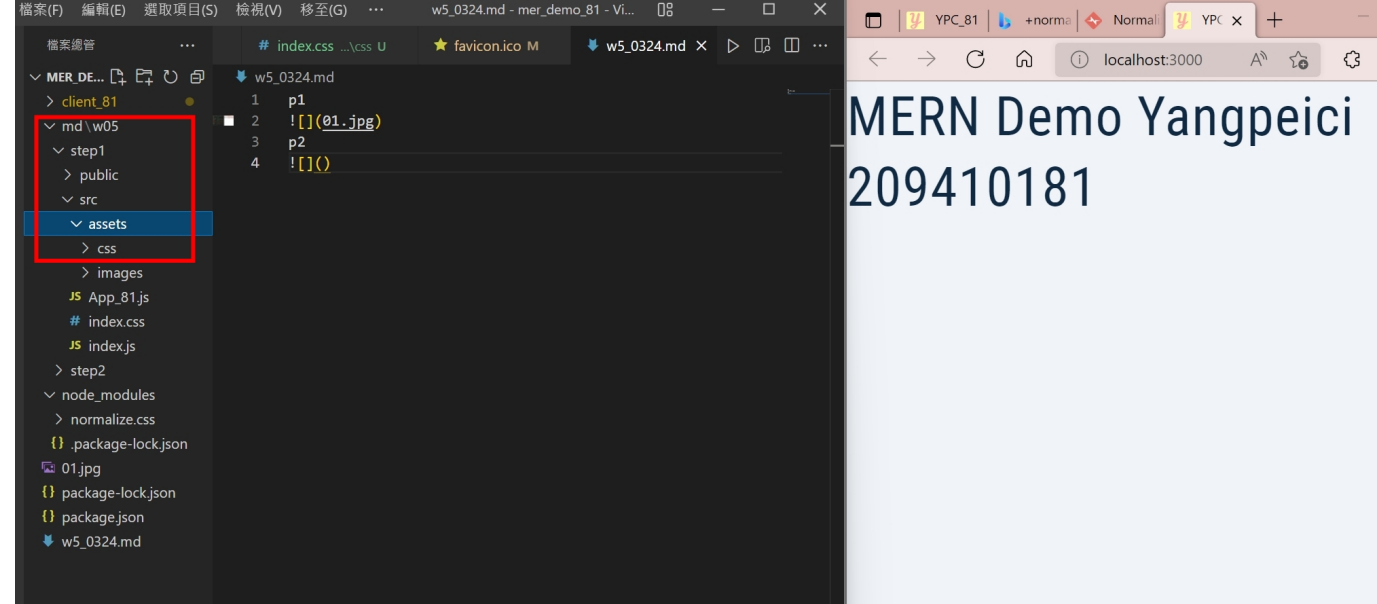 檔案(F) 編輯(E) 選取項目(S) 檢視(V) 移至(G) ··· w5_0324.md - mer_demo_81 - Vi...
檔案總管 ···
# index.css ...\css U
favicon.ico M
w5_0324.md
MER_DE...
w5_0324.md
client_81
md\w05
step1
public
src
assets
css
images
JS App_81.js
# index.css
JS index.js
step2
node_modules
normalize.css
{} .package-lock.json
01.jpg
{} package-lock.json
{} package.json
w5_0324.md
1 p1
2 ![](01.jpg)
3 p2
4 ![]()
YPC_81
+norma
Normali
YPC
localhost:3000
MERN Demo Yangpeici
209410181